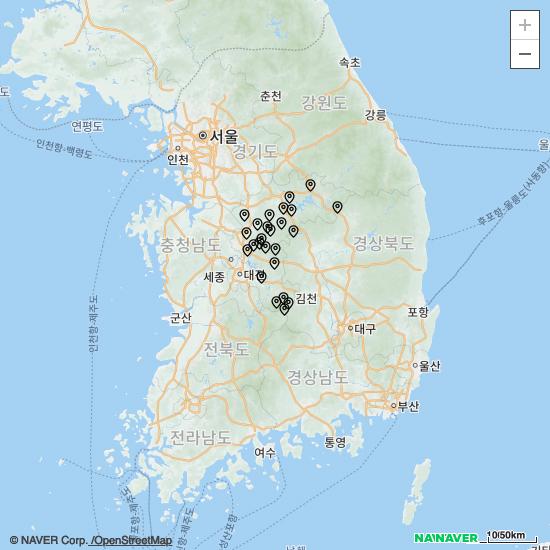 +
−
속초
춘천
강원도
도
연평도
강릉
서울
인천
경기도
인천항-백령도
울
후포항-울릉도(사동항)
충청남도
경상북도
세종
대전
인천항-제주도
김천
군산
포항
대구
전북도
울산
경상남도
부산
전라남도
통영
여수
© NAVER Corp. /OpenStreetMap
NAVER
10/50km